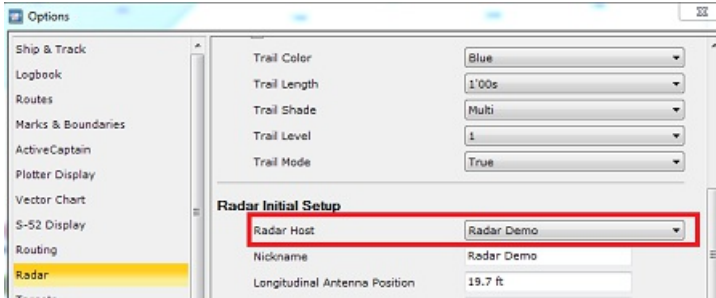 Options
Ship & Track
Logbook
Routes
Marks & Boundaries
ActiveCaptain
Plotter Display
Vector Chart
S-52 Display
Routing
Radar
Trail Color Blue
Trail Length 1'00s
Trail Shade Multi
Trail Level 1
Trail Mode True
Radar Initial Setup
Radar Host Radar Demo
Nickname Radar Demo
Longitudinal Antenna Position 19.7 ft